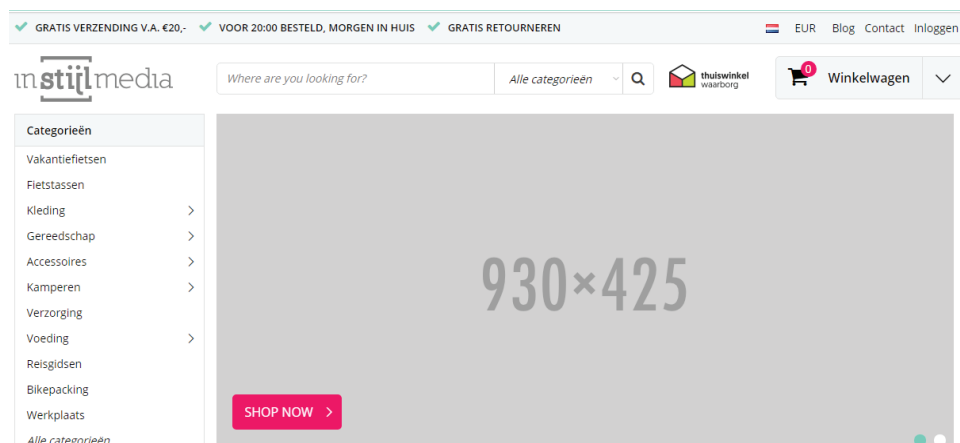 GRATIS VERZENDING V.A. €20,- VOOR 20:00 BESTELD, MORGEN IN HUIS GRATIS RETOURNEREN EUR Blog Contact Inloggen
ınstijlmedia
Where are you looking for? Alle categorieën
thuiswinkel
waarborg
0
Winkelwagen
Categorieën
Vakantiefietsen
Fietstassen
Kleding
Gereedschap
Accessoires
Kamperen
Verzorging
Voeding
Reisgidsen
Bikepacking
Werkplaats
Alle categorieën
930×425
SHOP NOW